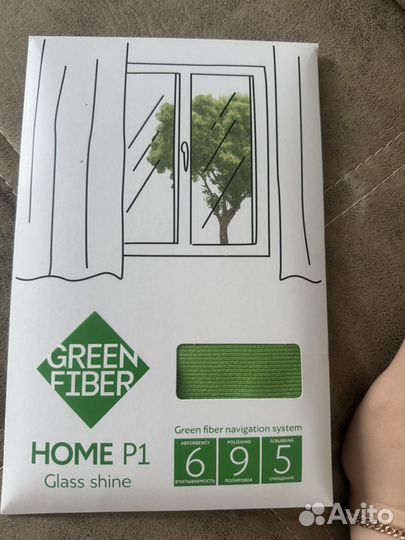 GREEN
FIBER
HOME P1
Glass shine
Green fiber navigation system
ABSORBENCY POLISHING SCRUBBING
6 9 5
ВПИТЫВАЕМОСТЬ ПОЛИРОВКА ОЧИЩЕНИЕ
Avito